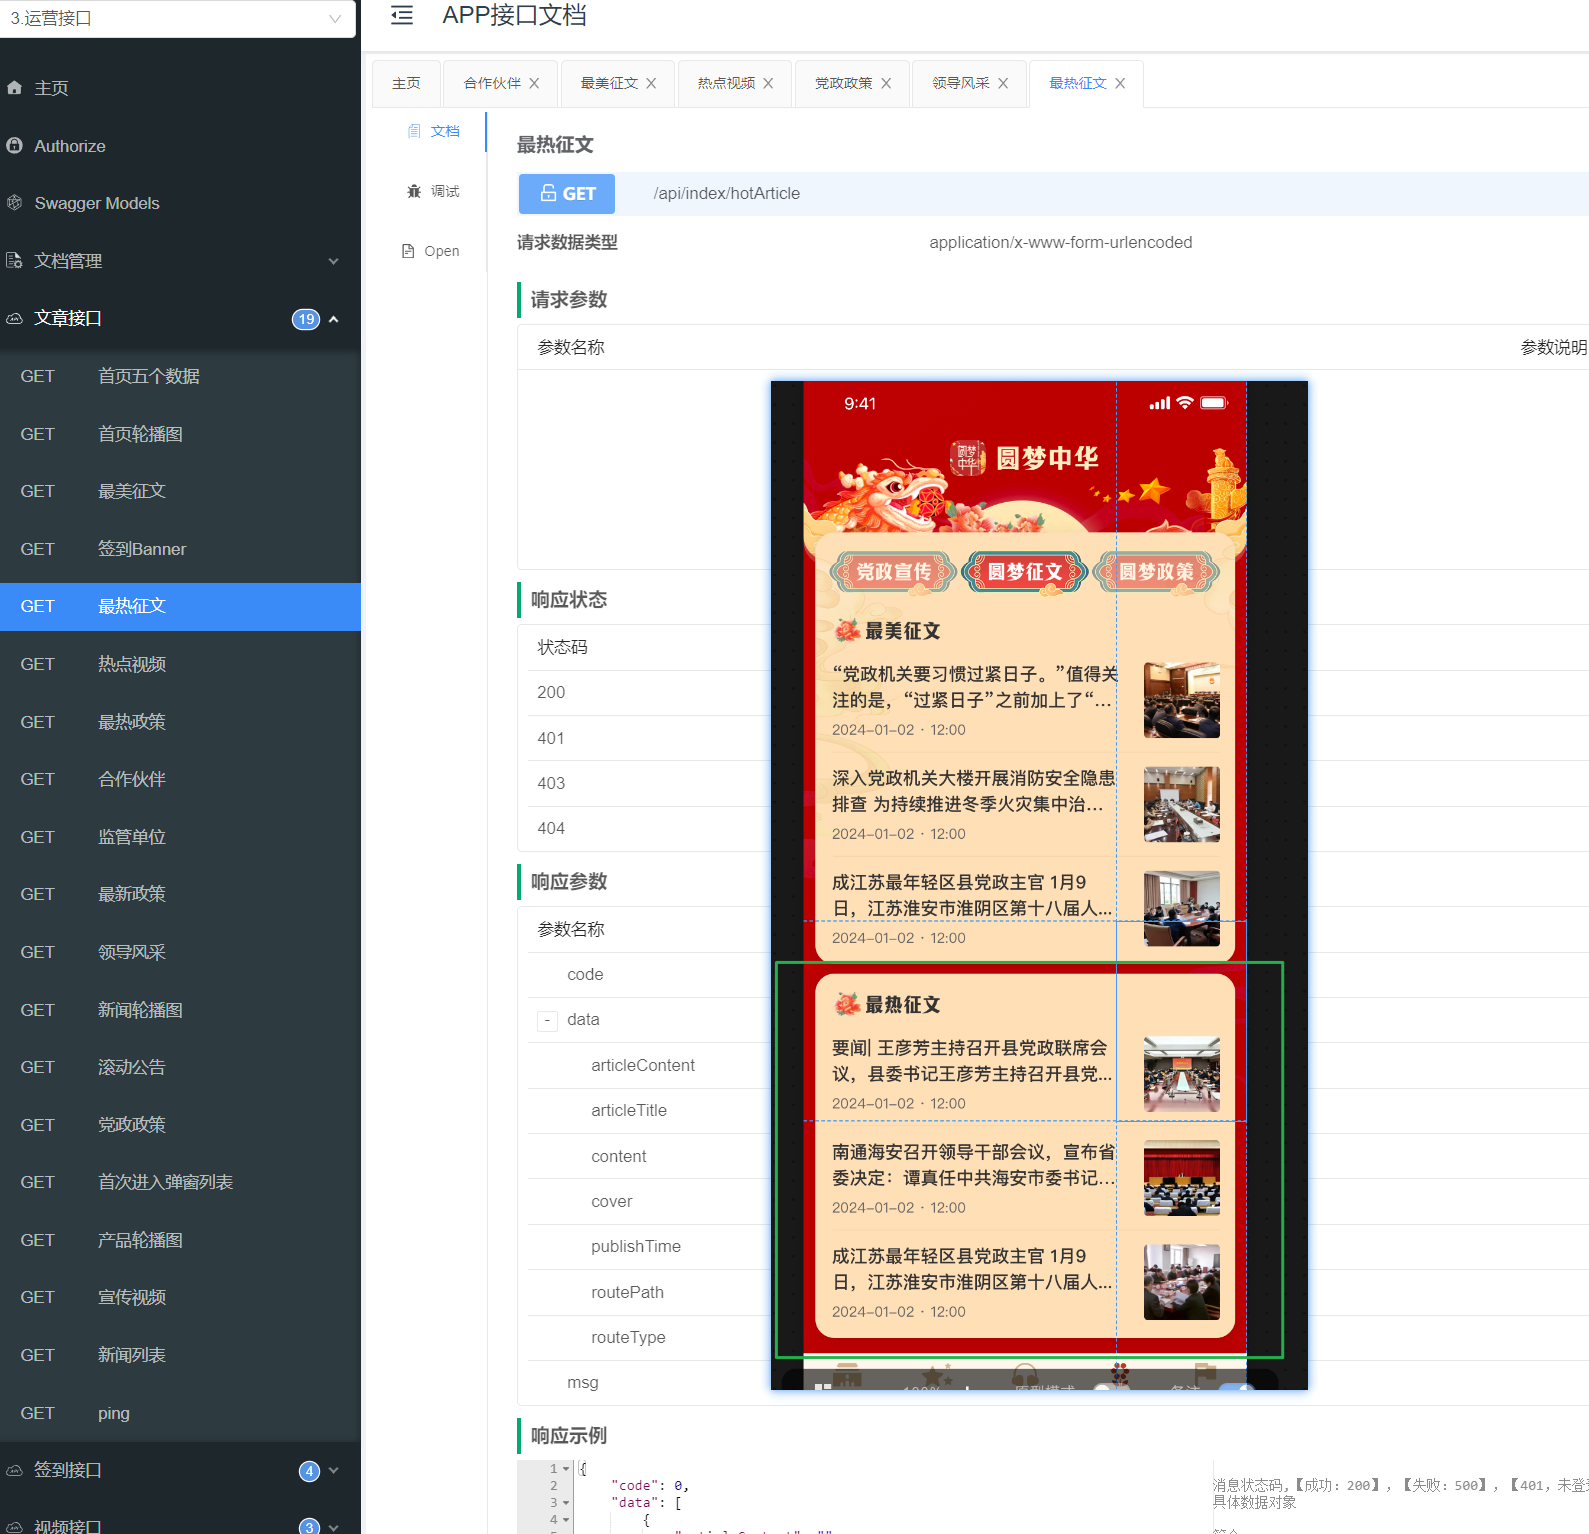 3.运营接口
APP接口文档
主页
Authorize
Swagger Models
文档管理
文章接口 19
GET 首页五个数据
GET 首页轮播图
GET 最美征文
GET 签到Banner
GET 最热征文
GET 热点视频
GET 最热政策
GET 合作伙伴
GET 监管单位
GET 最新政策
GET 领导风采
GET 新闻轮播图
GET 滚动公告
GET 党政政策
GET 首次进入弹窗列表
GET 产品轮播图
GET 宣传视频
GET 新闻列表
GET ping
签到接口 4
视频接口 3
主页 合作伙伴 最美征文 热点视频 党政政策 领导风采 最热征文
文档
调试
Open
最热征文
GET /api/index/hotArticle
请求数据类型 application/x-www-form-urlencoded
请求参数
参数名称 参数说明
响应状态
状态码
200
401
403
404
响应参数
参数名称
code
- data
articleContent
articleTitle
content
cover
publishTime
routePath
routeType
msg
9:41
圆梦中华 圆梦中华
党政宣传 圆梦征文 圆梦政策
最美征文
“党政机关要习惯过紧日子。”值得关
注的是，“过紧日子”之前加上了“...
2024-01-02 · 12:00
深入党政机关大楼开展消防安全隐患
排查 为持续推进冬季火灾集中治...
2024-01-02 · 12:00
成江苏最年轻区县党政主官 1月9
日，江苏淮安市淮阴区第十八届人...
2024-01-02 · 12:00
最热征文
要闻| 王彦芳主持召开县党政联席会
议，县委书记王彦芳主持召开县党...
2024-01-02 · 12:00
南通海安召开领导干部会议，宣布省
委决定：谭真任中共海安市委书记...
2024-01-02 · 12:00
成江苏最年轻区县党政主官 1月9
日，江苏淮安市淮阴区第十八届人...
2024-01-02 · 12:00
响应示例
1 {
2 "code": 0, 消息状态码,【成功：200】,【失败：500】,【401，未登
3 "data": [ 具体数据对象
4 {